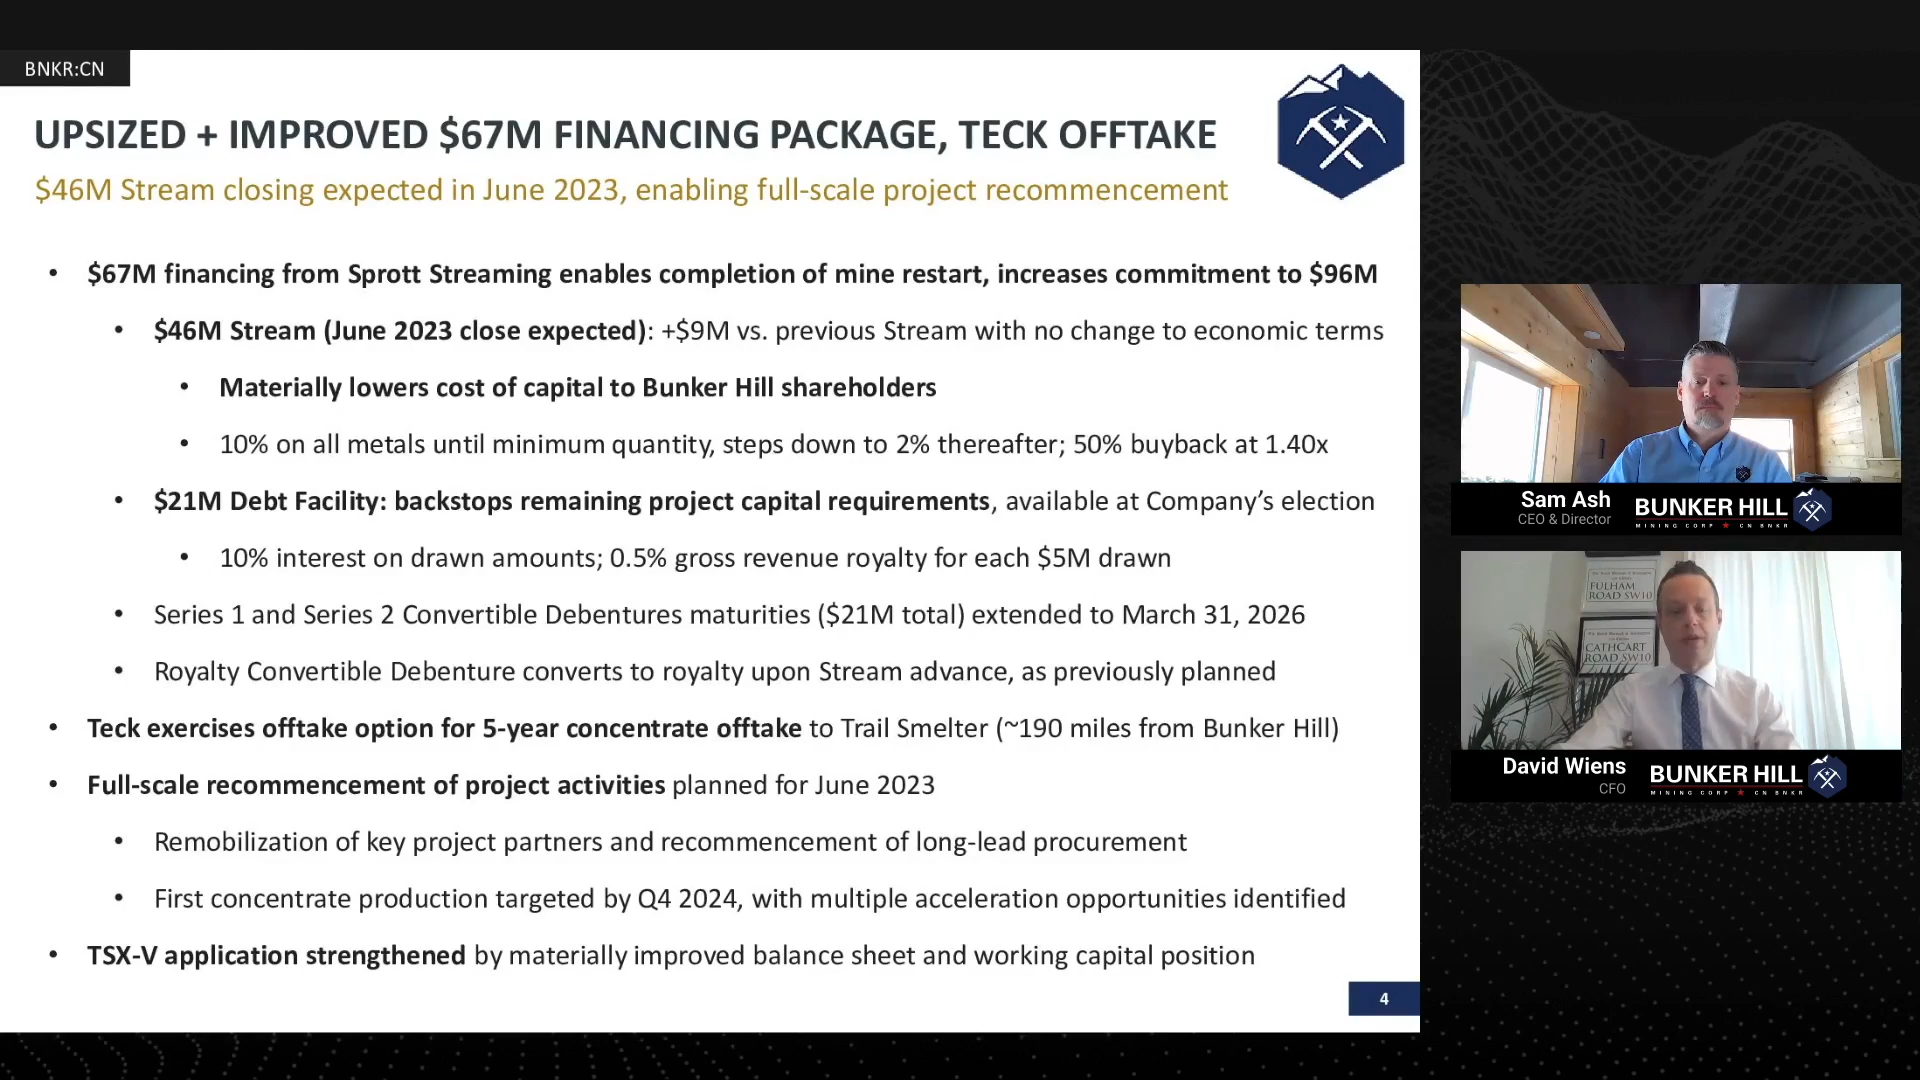 BNKR:CN
UPSIZED + IMPROVED $67M FINANCING PACKAGE, TECK OFFTAKE
$46M Stream closing expected in June 2023, enabling full-scale project recommencement
• $67M financing from Sprott Streaming enables completion of mine restart, increases commitment to $96M
• $46M Stream (June 2023 close expected): +$9M vs. previous Stream with no change to economic terms
• Materially lowers cost of capital to Bunker Hill shareholders
• 10% on all metals until minimum quantity, steps down to 2% thereafter; 50% buyback at 1.40x
• $21M Debt Facility: backstops remaining project capital requirements, available at Company’s election
• 10% interest on drawn amounts; 0.5% gross revenue royalty for each $5M drawn
• Series 1 and Series 2 Convertible Debentures maturities ($21M total) extended to March 31, 2026
• Royalty Convertible Debenture converts to royalty upon Stream advance, as previously planned
• Teck exercises offtake option for 5-year concentrate offtake to Trail Smelter (~190 miles from Bunker Hill)
• Full-scale recommencement of project activities planned for June 2023
• Remobilization of key project partners and recommencement of long-lead procurement
• First concentrate production targeted by Q4 2024, with multiple acceleration opportunities identified
• TSX-V application strengthened by materially improved balance sheet and working capital position
4
Sam Ash
CEO & Director
BUNKER HILL
MINING CORP ★ CN BNKR
FULHAM
ROAD SW10
CATHCART
ROAD SW10
David Wiens
CFO
BUNKER HILL
MINING CORP ★ CN BNKR